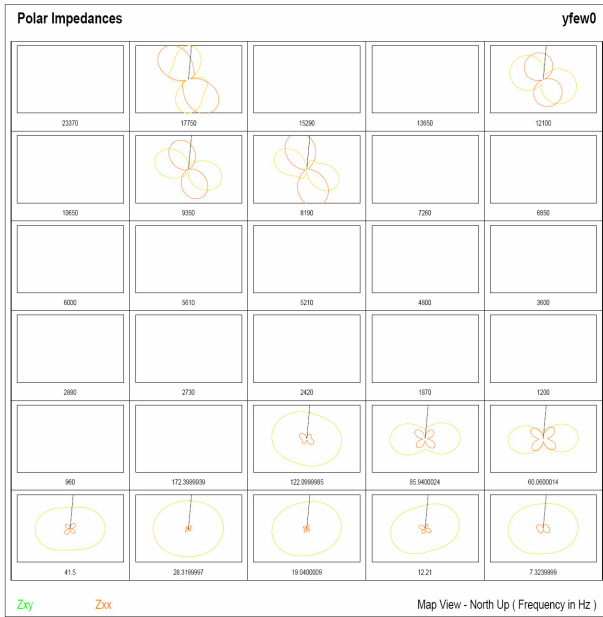 Polar Impedances yfew0
23370 17750 15290 13650 12100
10650 9350 8190 7260 6850
6000 5610 5210 4800 3600
2880 2730 2420 1870 1200
960 172.3999939 122.0999985 85.9400024 60.0600014
41.5 28.3199997 19.0400009 12.21 7.3239999
Zxy Zxx Map View - North Up ( Frequency in Hz )